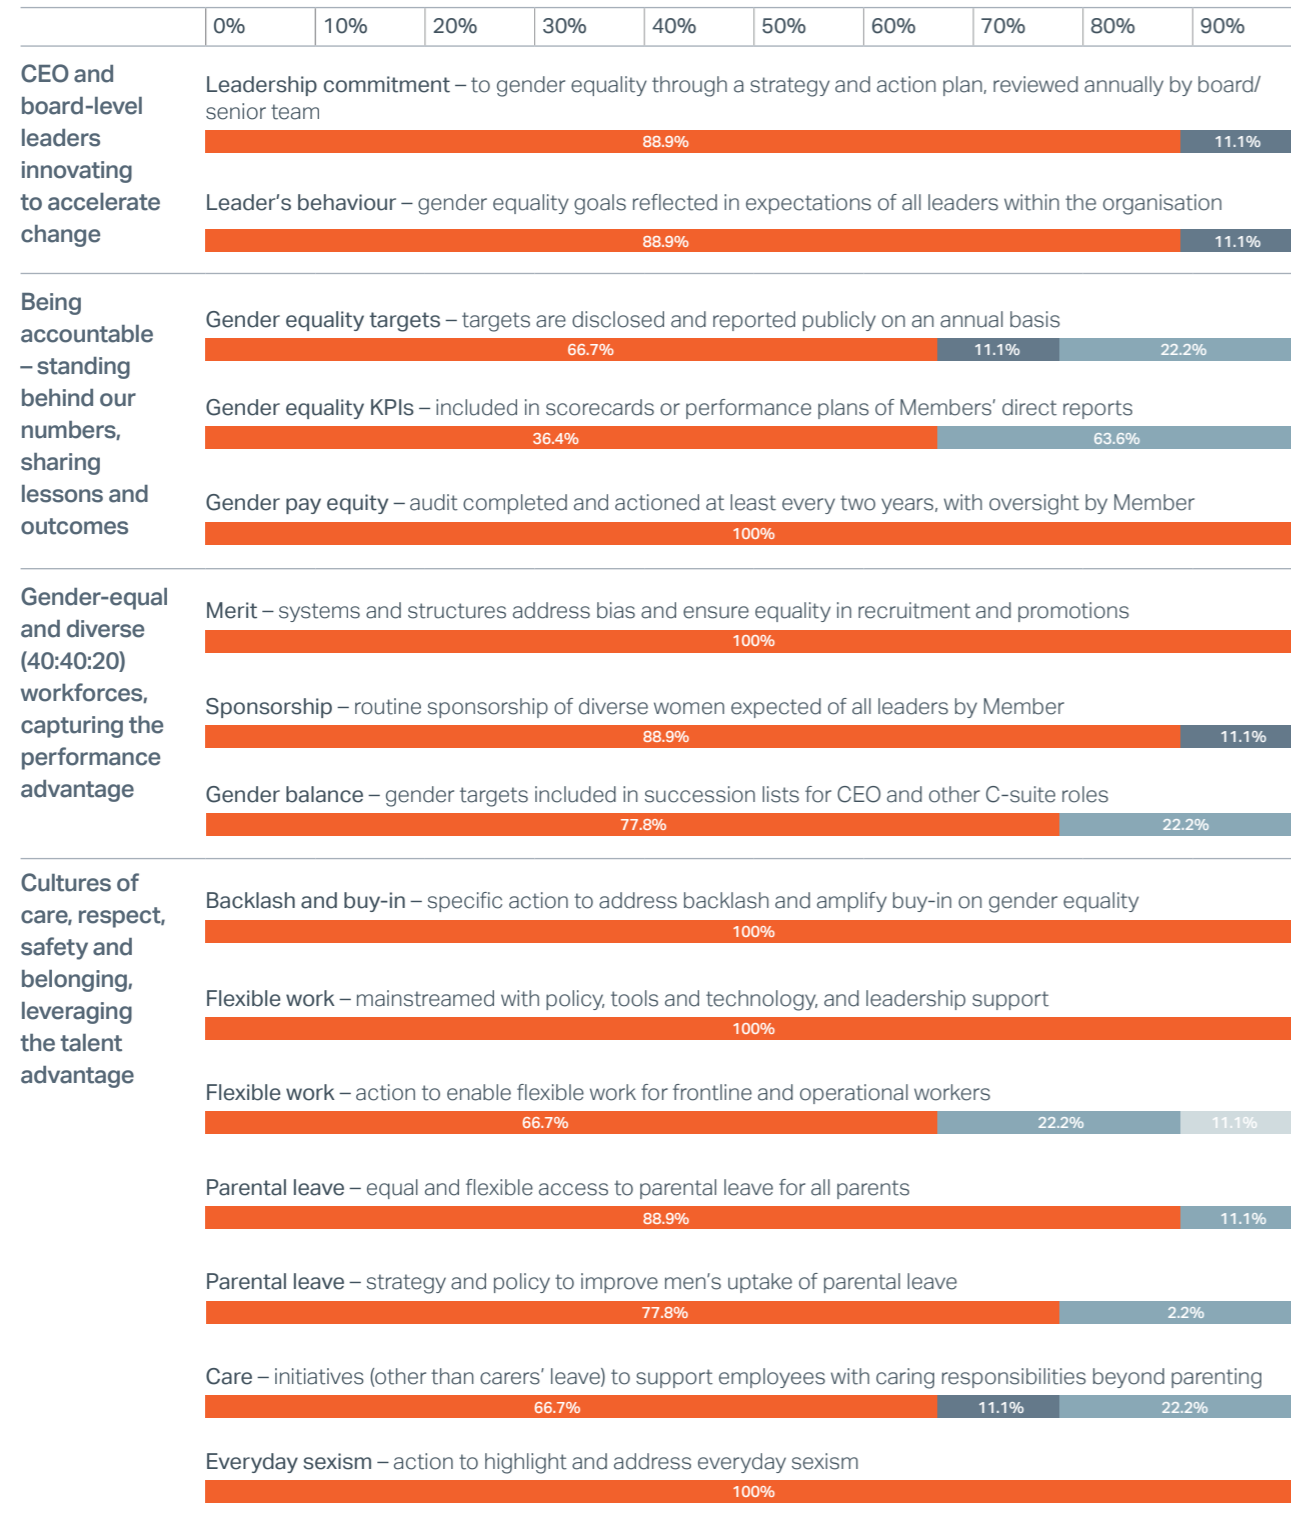 0% 10% 20% 30% 40% 50% 60% 70% 80% 90%
CEO and
board-level
leaders
innovating
to accelerate
change
Leadership commitment – to gender equality through a strategy and action plan, reviewed annually by board/
senior team
88.9% 11.1%
Leader's behaviour – gender equality goals reflected in expectations of all leaders within the organisation
88.9% 11.1%
Being
accountable
– standing
behind our
numbers,
sharing
lessons and
outcomes
Gender equality targets – targets are disclosed and reported publicly on an annual basis
66.7% 11.1% 22.2%
Gender equality KPIs – included in scorecards or performance plans of Members' direct reports
36.4% 63.6%
Gender pay equity – audit completed and actioned at least every two years, with oversight by Member
100%
Gender-equal
and diverse
(40:40:20)
workforces,
capturing the
performance
advantage
Merit – systems and structures address bias and ensure equality in recruitment and promotions
100%
Sponsorship – routine sponsorship of diverse women expected of all leaders by Member
88.9% 11.1%
Gender balance – gender targets included in succession lists for CEO and other C-suite roles
77.8% 22.2%
Cultures of
care, respect,
safety and
belonging,
leveraging
the talent
advantage
Backlash and buy-in – specific action to address backlash and amplify buy-in on gender equality
100%
Flexible work – mainstreamed with policy, tools and technology, and leadership support
100%
Flexible work – action to enable flexible work for frontline and operational workers
66.7% 22.2% 11.1%
Parental leave – equal and flexible access to parental leave for all parents
88.9% 11.1%
Parental leave – strategy and policy to improve men's uptake of parental leave
77.8% 2.2%
Care – initiatives (other than carers' leave) to support employees with caring responsibilities beyond parenting
66.7% 11.1% 22.2%
Everyday sexism – action to highlight and address everyday sexism
100%